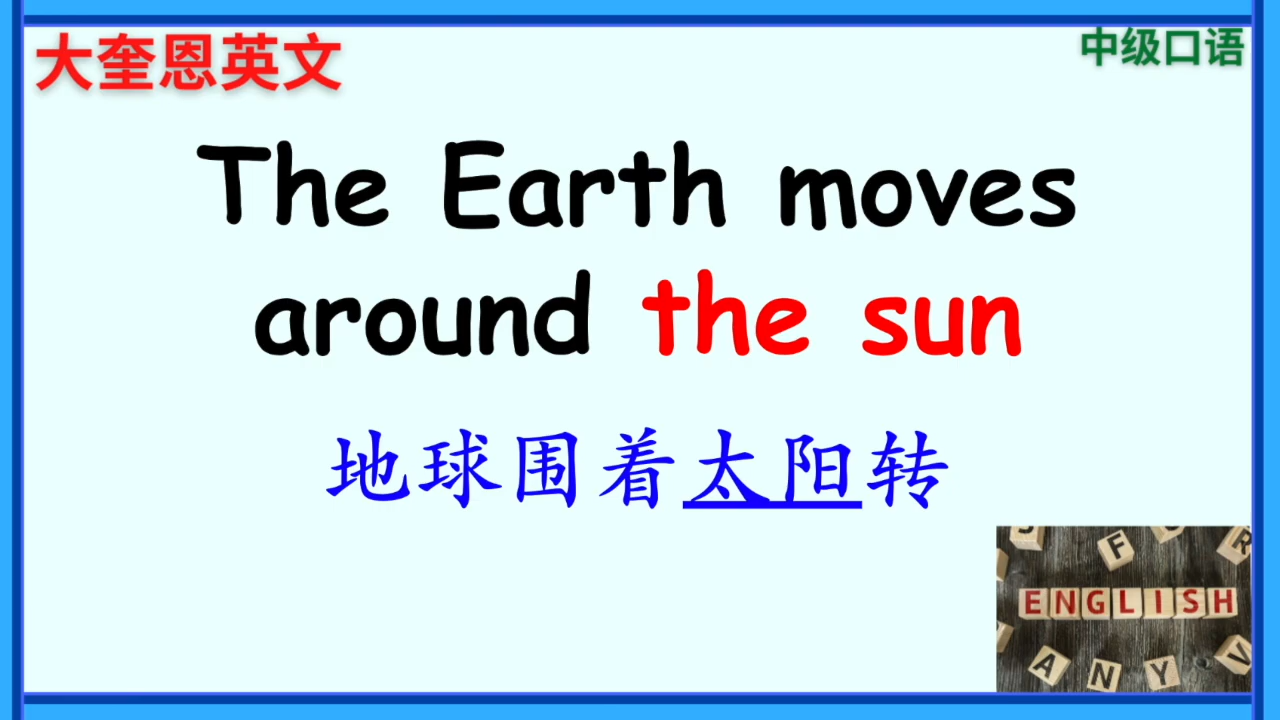 大奎恩英文
中级口语
The Earth moves
around the sun
地球围着太阳转
F
R
ENGLISH
A N Y V